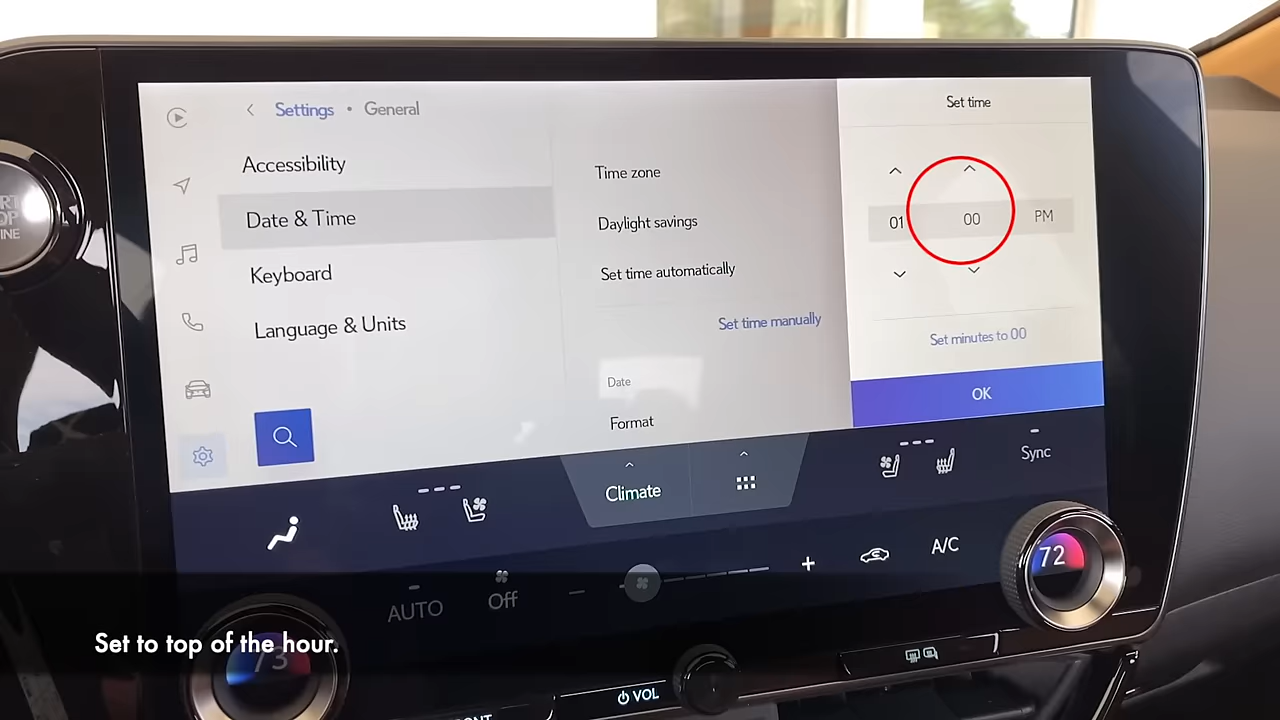 Settings • General
Accessibility
Date & Time
Keyboard
Language & Units
Time zone
Daylight savings
Set time automatically
Set time manually
Date
Format
Set time
01 00 PM
Set minutes to 00
OK
Climate
Sync
A/C
72
AUTO
Off
73
VOL
Set to top of the hour.